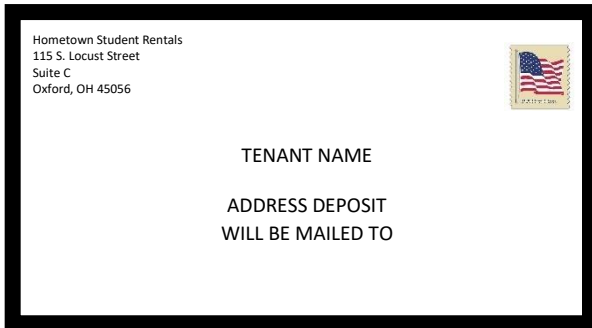 Hometown Student Rentals
115 S. Locust Street
Suite C
Oxford, OH 45056
TENANT NAME
ADDRESS DEPOSIT
WILL BE MAILED TO